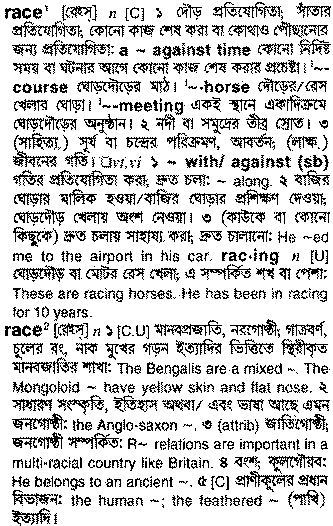 race¹ [রেইস্] n [C] ১ দৌড় প্রতিযোগিতা; সাঁতার
প্রতিযোগিতা; কোনো কাজ শেষ করা বা কোথাও পৌঁছানোর
জন্য প্রতিযোগিতা: a ~ against time কোনো নির্দিষ্ট
সময় বা ঘটনার আগে কোনো কাজ শেষ করার প্রচেষ্টা। '~-
course ঘোড়দৌড়ের মাঠ। '~-horse দৌড়ের/রেস
খেলার ঘোড়া। '~-meeting একই স্থানে একাদিক্রমে
ঘোড়দৌড়ের অনুষ্ঠান। ২ নদী বা সমুদ্রের তীব্র স্রোত। ৩
(সাহিত্য.) সূর্য বা চন্দ্রের পরিক্রমণ, আবর্তন; (লাক্ষ.)
জীবনের গতি। □vt,vi ১ ~ with/ against (sb)
গতির প্রতিযোগিতা করা; দ্রুত চলা: ~ along. ২ বাজির
ঘোড়ার মালিক হওয়া/বাজির ঘোড়ার প্রশিক্ষণ দেওয়া;
ঘোড়দৌড় খেলায় অংশ নেওয়া। ৩ (কাউকে বা কোনো
কিছুকে) দ্রুত চলায় সাহায্য করা; দ্রুত চালানো: He ~ed
me to the airport in his car. rac·ing n [U]
ঘোড়দৌড় বা মোটর রেস খেলা; এ সম্পর্কিত শখ বা পেশা:
These are racing horses. He has been in racing
for 10 years.
race² [রেইস্] n ১ [C,U] মানবপ্রজাতি, নরগোষ্ঠী; গাত্রবর্ণ,
চুলের রং, নাক মুখের গড়ন ইত্যাদির ভিত্তিতে স্থিরীকৃত
মানবজাতির শাখা: The Bengalis are a mixed ~. The
Mongoloid ~ have yellow skin and flat nose. ২
সাধারণ সংস্কৃতি, ইতিহাস অথবা/ এবং ভাষা আছে এমন
জনগোষ্ঠী: the Anglo-saxon ~. ৩ (attrib) জাতিগোষ্ঠী;
জনগোষ্ঠী সম্পর্কিত: R~ relations are important in a
multi-racial country like Britain. ৪ বংশ; কুলগৌরব:
He belongs to an ancient ~. ৫ [C] প্রাণীকূলের প্রধান
বিভাজন: the human ~; the feathered ~ (পাখি)
ইত্যাদি।